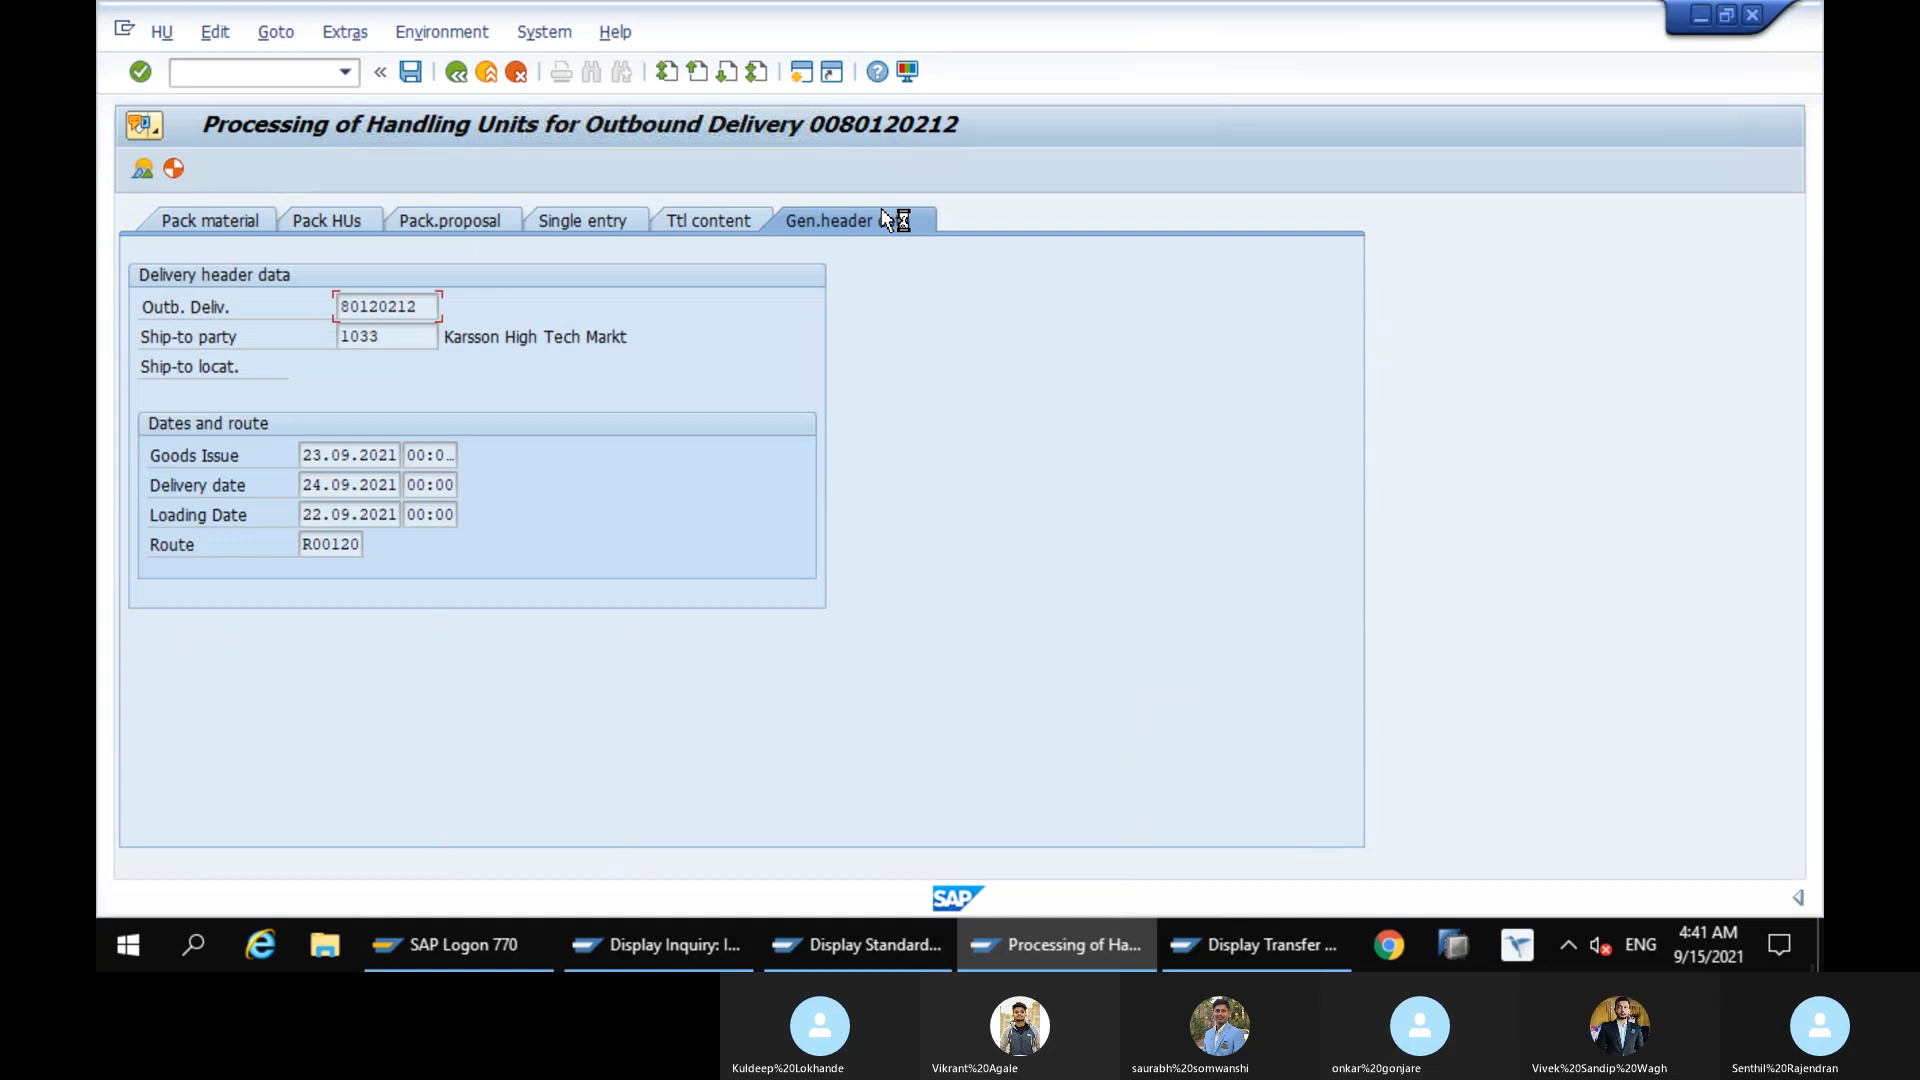 HU Edit Goto Extras Environment System Help
Processing of Handling Units for Outbound Delivery 0080120212
Pack material Pack HUs Pack.proposal Single entry Ttl content Gen.header
Delivery header data
Outb. Deliv. 80120212
Ship-to party 1033 Karsson High Tech Markt
Ship-to locat.
Dates and route
Goods Issue 23.09.2021 00:0...
Delivery date 24.09.2021 00:00
Loading Date 22.09.2021 00:00
Route R00120
SAP
SAP Logon 770 Display Inquiry: I... Display Standard... Processing of Ha... Display Transfer ... ENG 4:41 AM
9/15/2021
Kuldeep%20Lokhande Vikrant%20Agale saurabh%20somwanshi onkar%20gonjare Vivek%20Sandip%20Wagh Senthil%20Rajendran